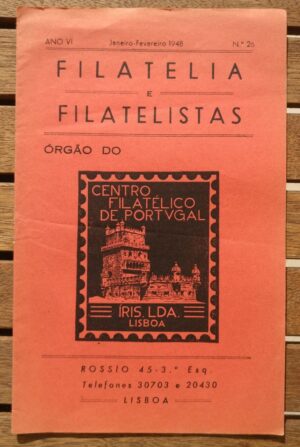 ANO VI Janeiro-Fevereiro 1948 N.º 26
FILATELIA
E
FILATELISTAS
ÓRGÃO DO
CENTRO
FILATÉLICO
DE PORTVGAL
ÍRIS. LDA.
LISBOA
ROSSIO 45-3.º Esq.
Telefones 30703 e 20430
LISBOA